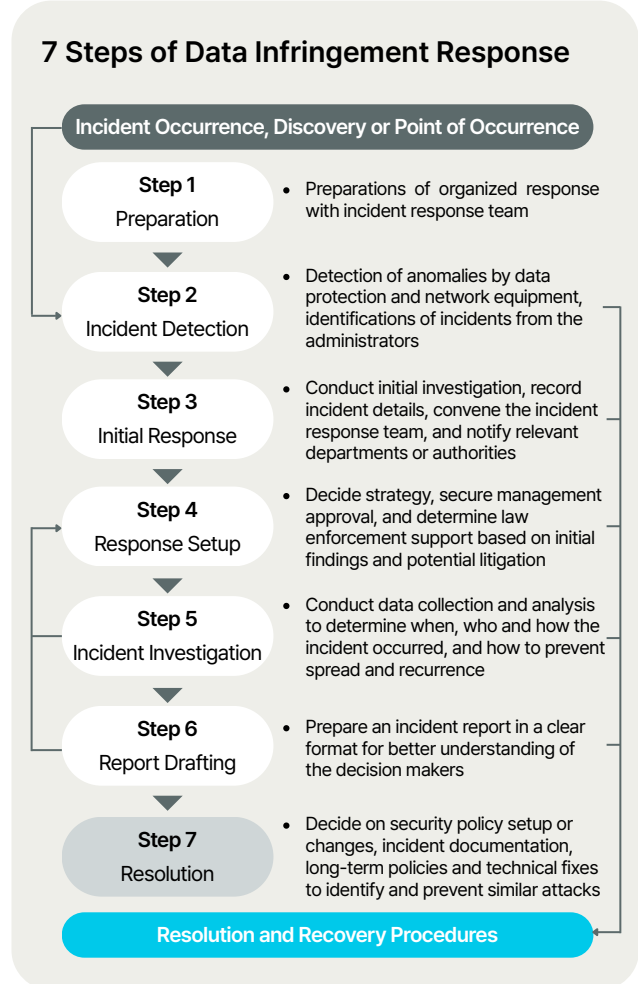 7 Steps of Data Infringement Response
Incident Occurrence, Discovery or Point of Occurrence
Step 1
Preparation
• Preparations of organized response
with incident response team
Step 2
Incident Detection
• Detection of anomalies by data
protection and network equipment,
identifications of incidents from the
administrators
Step 3
Initial Response
• Conduct initial investigation, record
incident details, convene the incident
response team, and notify relevant
departments or authorities
Step 4
Response Setup
• Decide strategy, secure management
approval, and determine law
enforcement support based on initial
findings and potential litigation
Step 5
Incident Investigation
• Conduct data collection and analysis
to determine when, who and how the
incident occurred, and how to prevent
spread and recurrence
Step 6
Report Drafting
• Prepare an incident report in a clear
format for better understanding of
the decision makers
Step 7
Resolution
• Decide on security policy setup or
changes, incident documentation,
long-term policies and technical fixes
to identify and prevent similar attacks
Resolution and Recovery Procedures